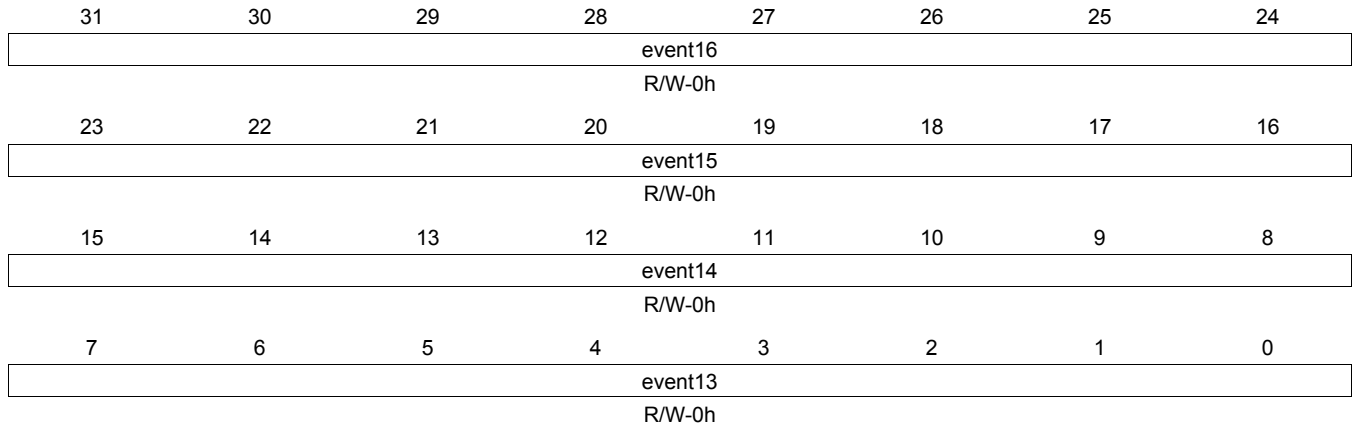 31 30 29 28 27 26 25 24
event16
R/W-0h
23 22 21 20 19 18 17 16
event15
R/W-0h
15 14 13 12 11 10 9 8
event14
R/W-0h
7 6 5 4 3 2 1 0
event13
R/W-0h